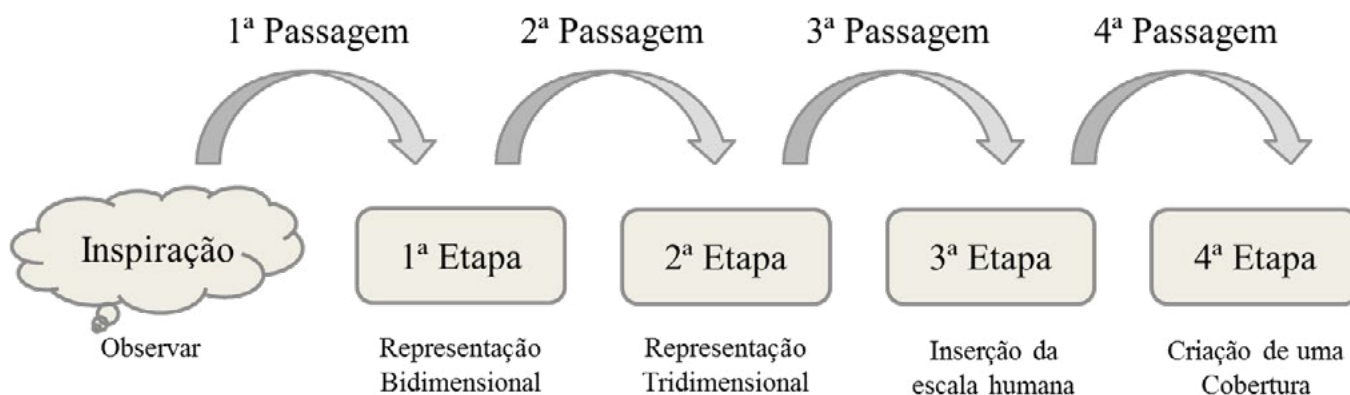 1ª Passagem
2ª Passagem
3ª Passagem
4ª Passagem
Inspiração
1ª Etapa
2ª Etapa
3ª Etapa
4ª Etapa
Observar
Representação
Bidimensional
Representação
Tridimensional
Inserção da
escala humana
Criação de uma
Cobertura